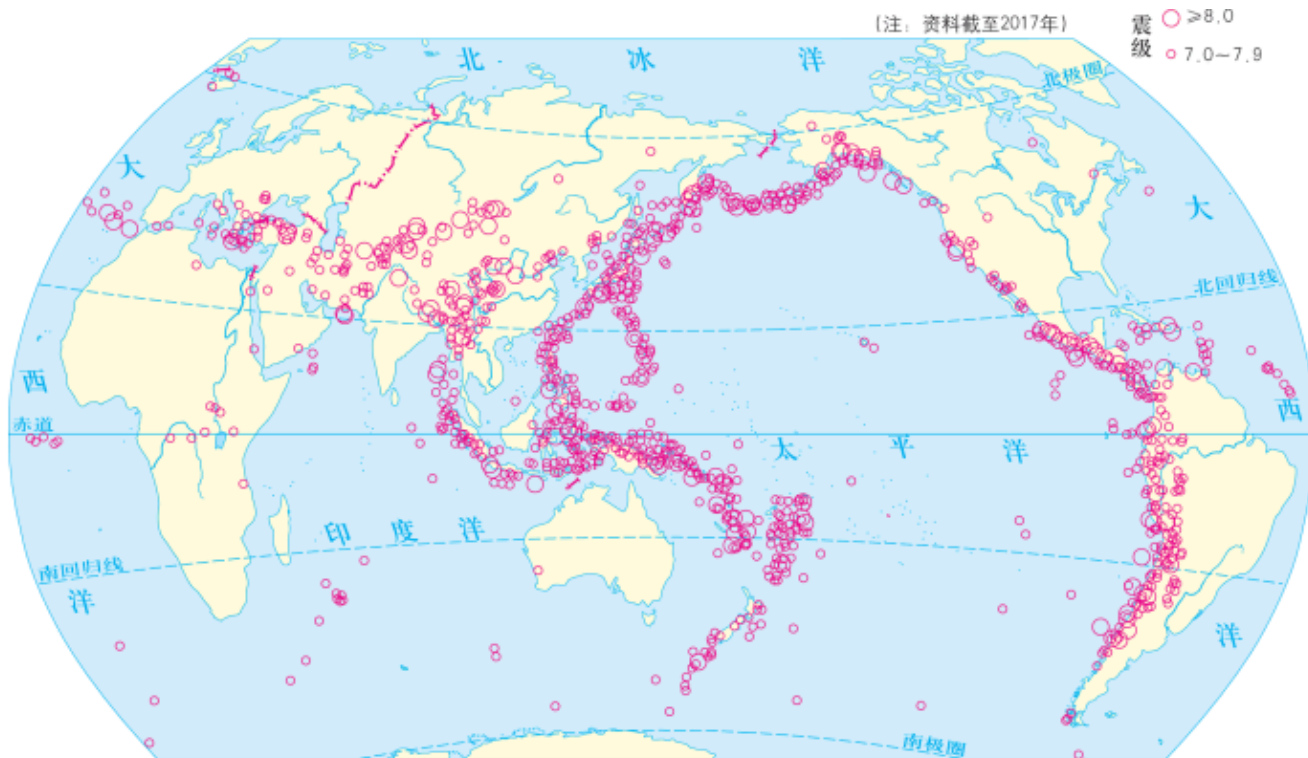 (注：资料截至2017年)
震级
≥8.0
7.0～7.9
北冰洋
北极圈
大
大
北回归线
西
西
赤道
太平洋
印度洋
南回归线
洋
洋
南极圈